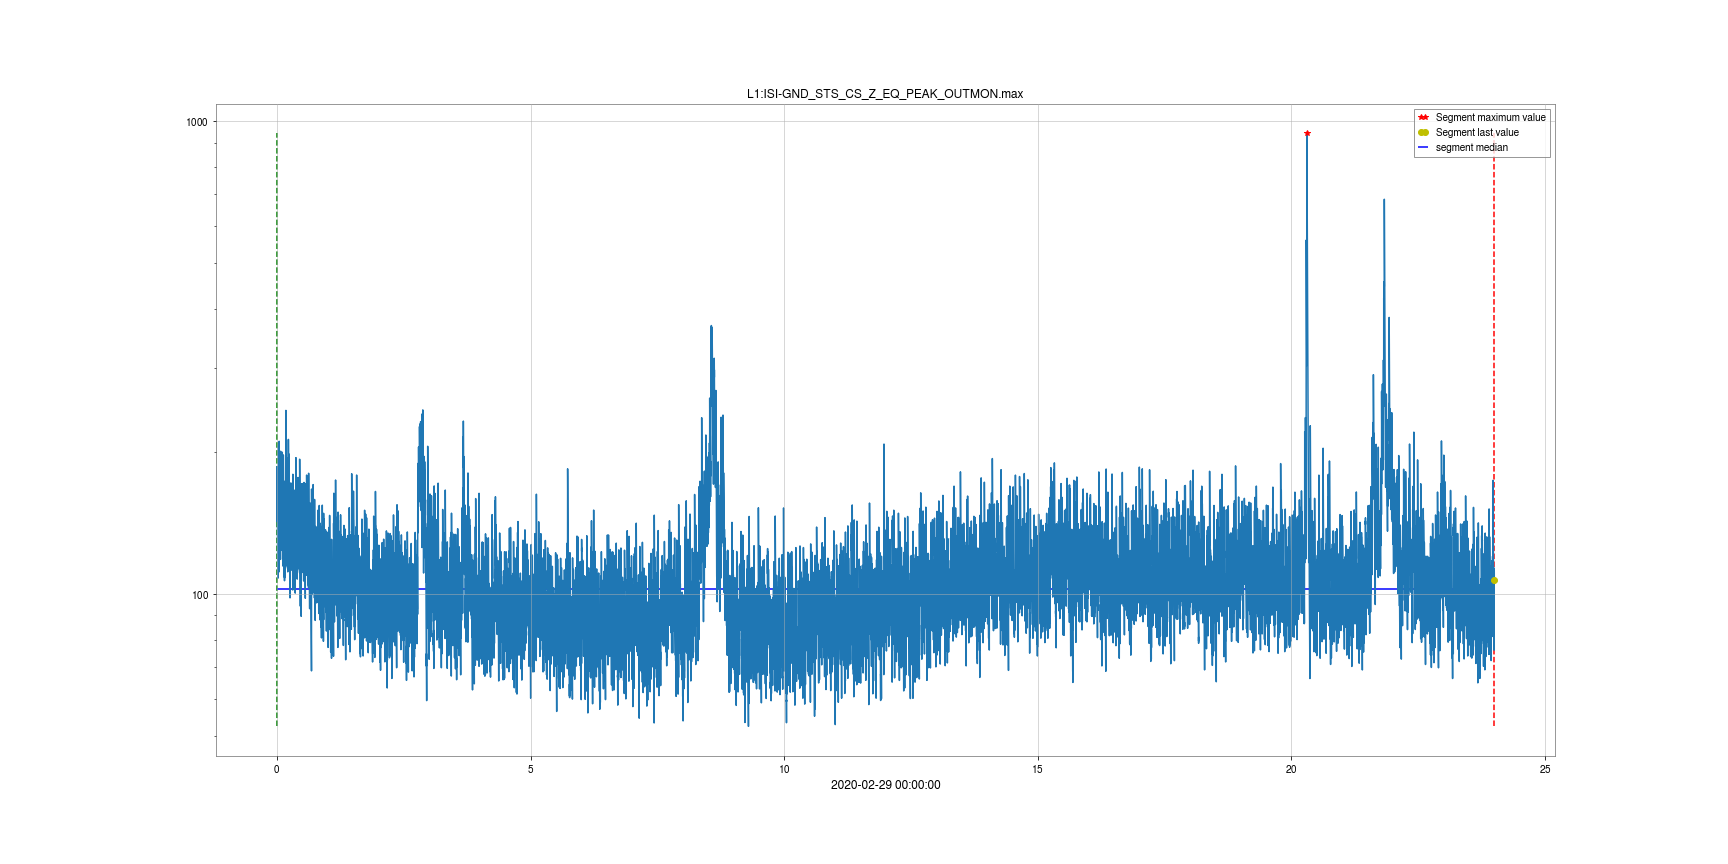 L1:ISI-GND_STS_CS_Z_EQ_PEAK_OUTMON.max
1000
Segment maximum value
Segment last value
segment median
100
0 5 10 15 20 25
2020-02-29 00:00:00